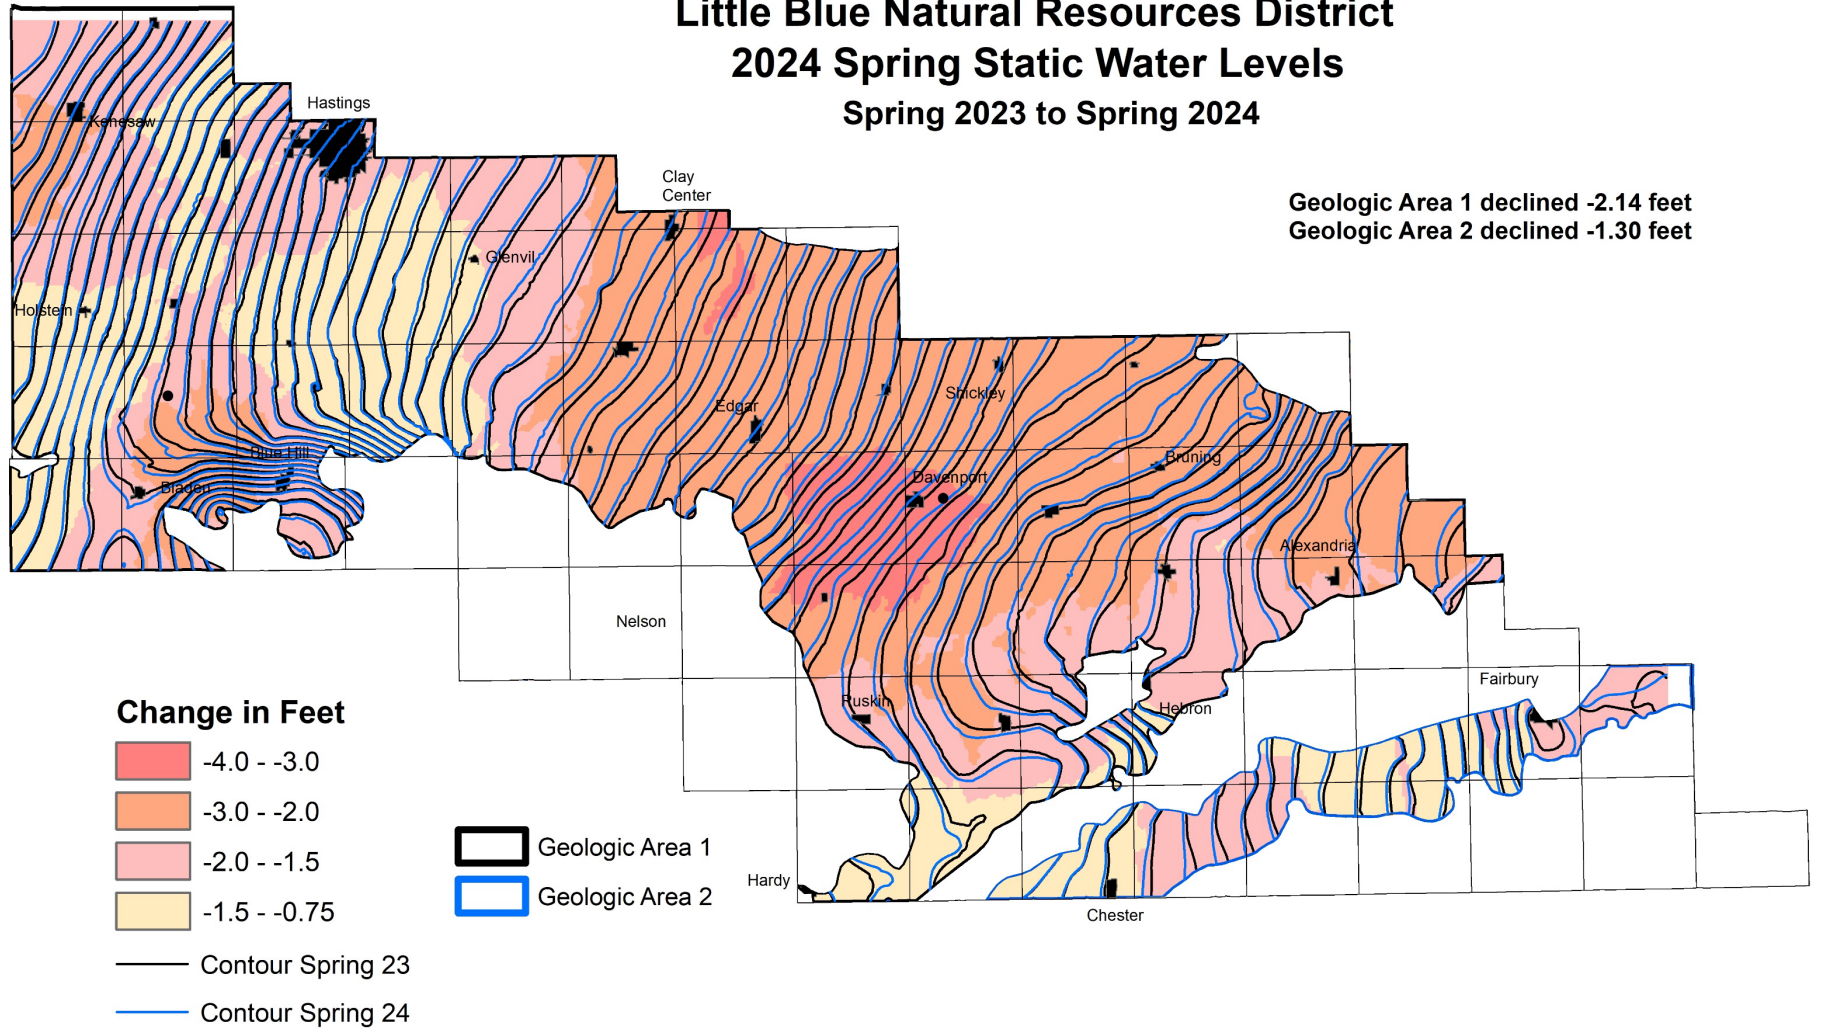 Little Blue Natural Resources District
2024 Spring Static Water Levels
Spring 2023 to Spring 2024
Geologic Area 1 declined -2.14 feet
Geologic Area 2 declined -1.30 feet
Hastings
Kenesaw
Clay
Center
Glenvil
Holstein
Shickley
Edgar
Blue Hill
Bruning
Bladen
Davenport
Alexandria
Nelson
Fairbury
Ruskin
Hebron
Hardy
Chester
Change in Feet
-4.0 - -3.0
-3.0 - -2.0
-2.0 - -1.5
-1.5 - -0.75
Contour Spring 23
Contour Spring 24
Geologic Area 1
Geologic Area 2